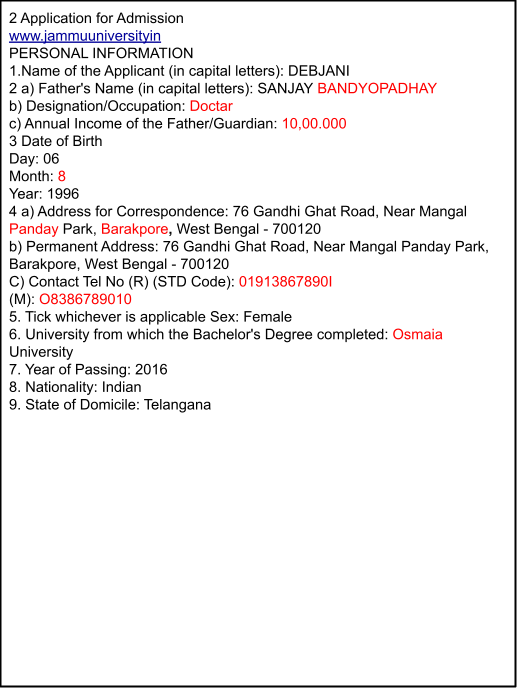 2 Application for Admission
www.jammuuniversityin
PERSONAL INFORMATION
1.Name of the Applicant (in capital letters): DEBJANI
2 a) Father's Name (in capital letters): SANJAY BANDYOPADHAY
b) Designation/Occupation: Doctar
c) Annual Income of the Father/Guardian: 10,00.000
3 Date of Birth
Day: 06
Month: 8
Year: 1996
4 a) Address for Correspondence: 76 Gandhi Ghat Road, Near Mangal
Panday Park, Barakpore, West Bengal - 700120
b) Permanent Address: 76 Gandhi Ghat Road, Near Mangal Panday Park,
Barakpore, West Bengal - 700120
C) Contact Tel No (R) (STD Code): 01913867890I
(M): O8386789010
5. Tick whichever is applicable Sex: Female
6. University from which the Bachelor's Degree completed: Osmaia
University
7. Year of Passing: 2016
8. Nationality: Indian
9. State of Domicile: Telangana